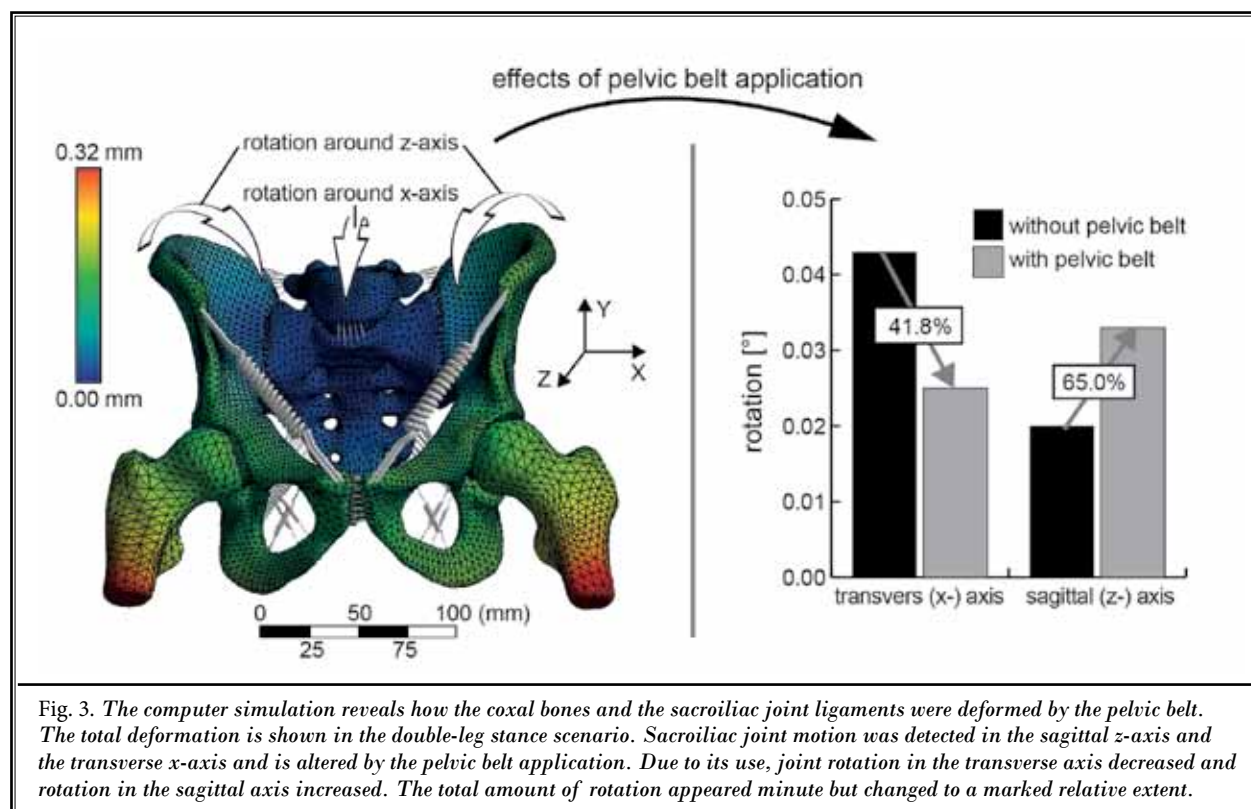 effects of pelvic belt application
rotation around z-axis
rotation around x-axis
0.32 mm
0.00 mm
Y
Z
X
0 50 100 (mm)
25 75
0.05
0.04
0.03
0.02
0.01
0.00
rotation [°]
without pelvic belt
with pelvic belt
41.8%
65.0%
transvers (x-) axis sagittal (z-) axis
Fig. 3. The computer simulation reveals how the coxal bones and the sacroiliac joint ligaments were deformed by the pelvic belt.
The total deformation is shown in the double-leg stance scenario. Sacroiliac joint motion was detected in the sagittal z-axis and
the transverse x-axis and is altered by the pelvic belt application. Due to its use, joint rotation in the transverse axis decreased and
rotation in the sagittal axis increased. The total amount of rotation appeared minute but changed to a marked relative extent.